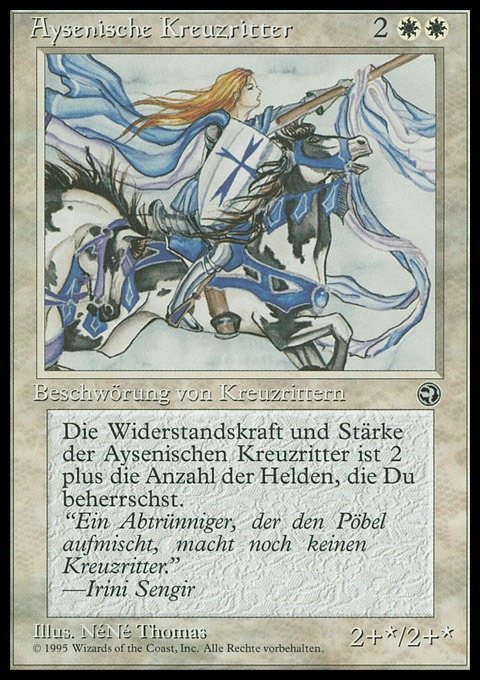 Aysenische Kreuzritter 2
Beschwörung von Kreuzrittern
Die Widerstandskraft und Stärke
der Aysenischen Kreuzritter ist 2
plus die Anzahl der Helden, die Du
beherrschst.
“Ein Abtrünniger, der den Pöbel
aufmischt, macht noch keinen
Kreuzritter.”
—Irini Sengir
Illus. NéNé Thomas
2+*/2+*
© 1995 Wizards of the Coast, Inc. Alle Rechte vorbehalten.